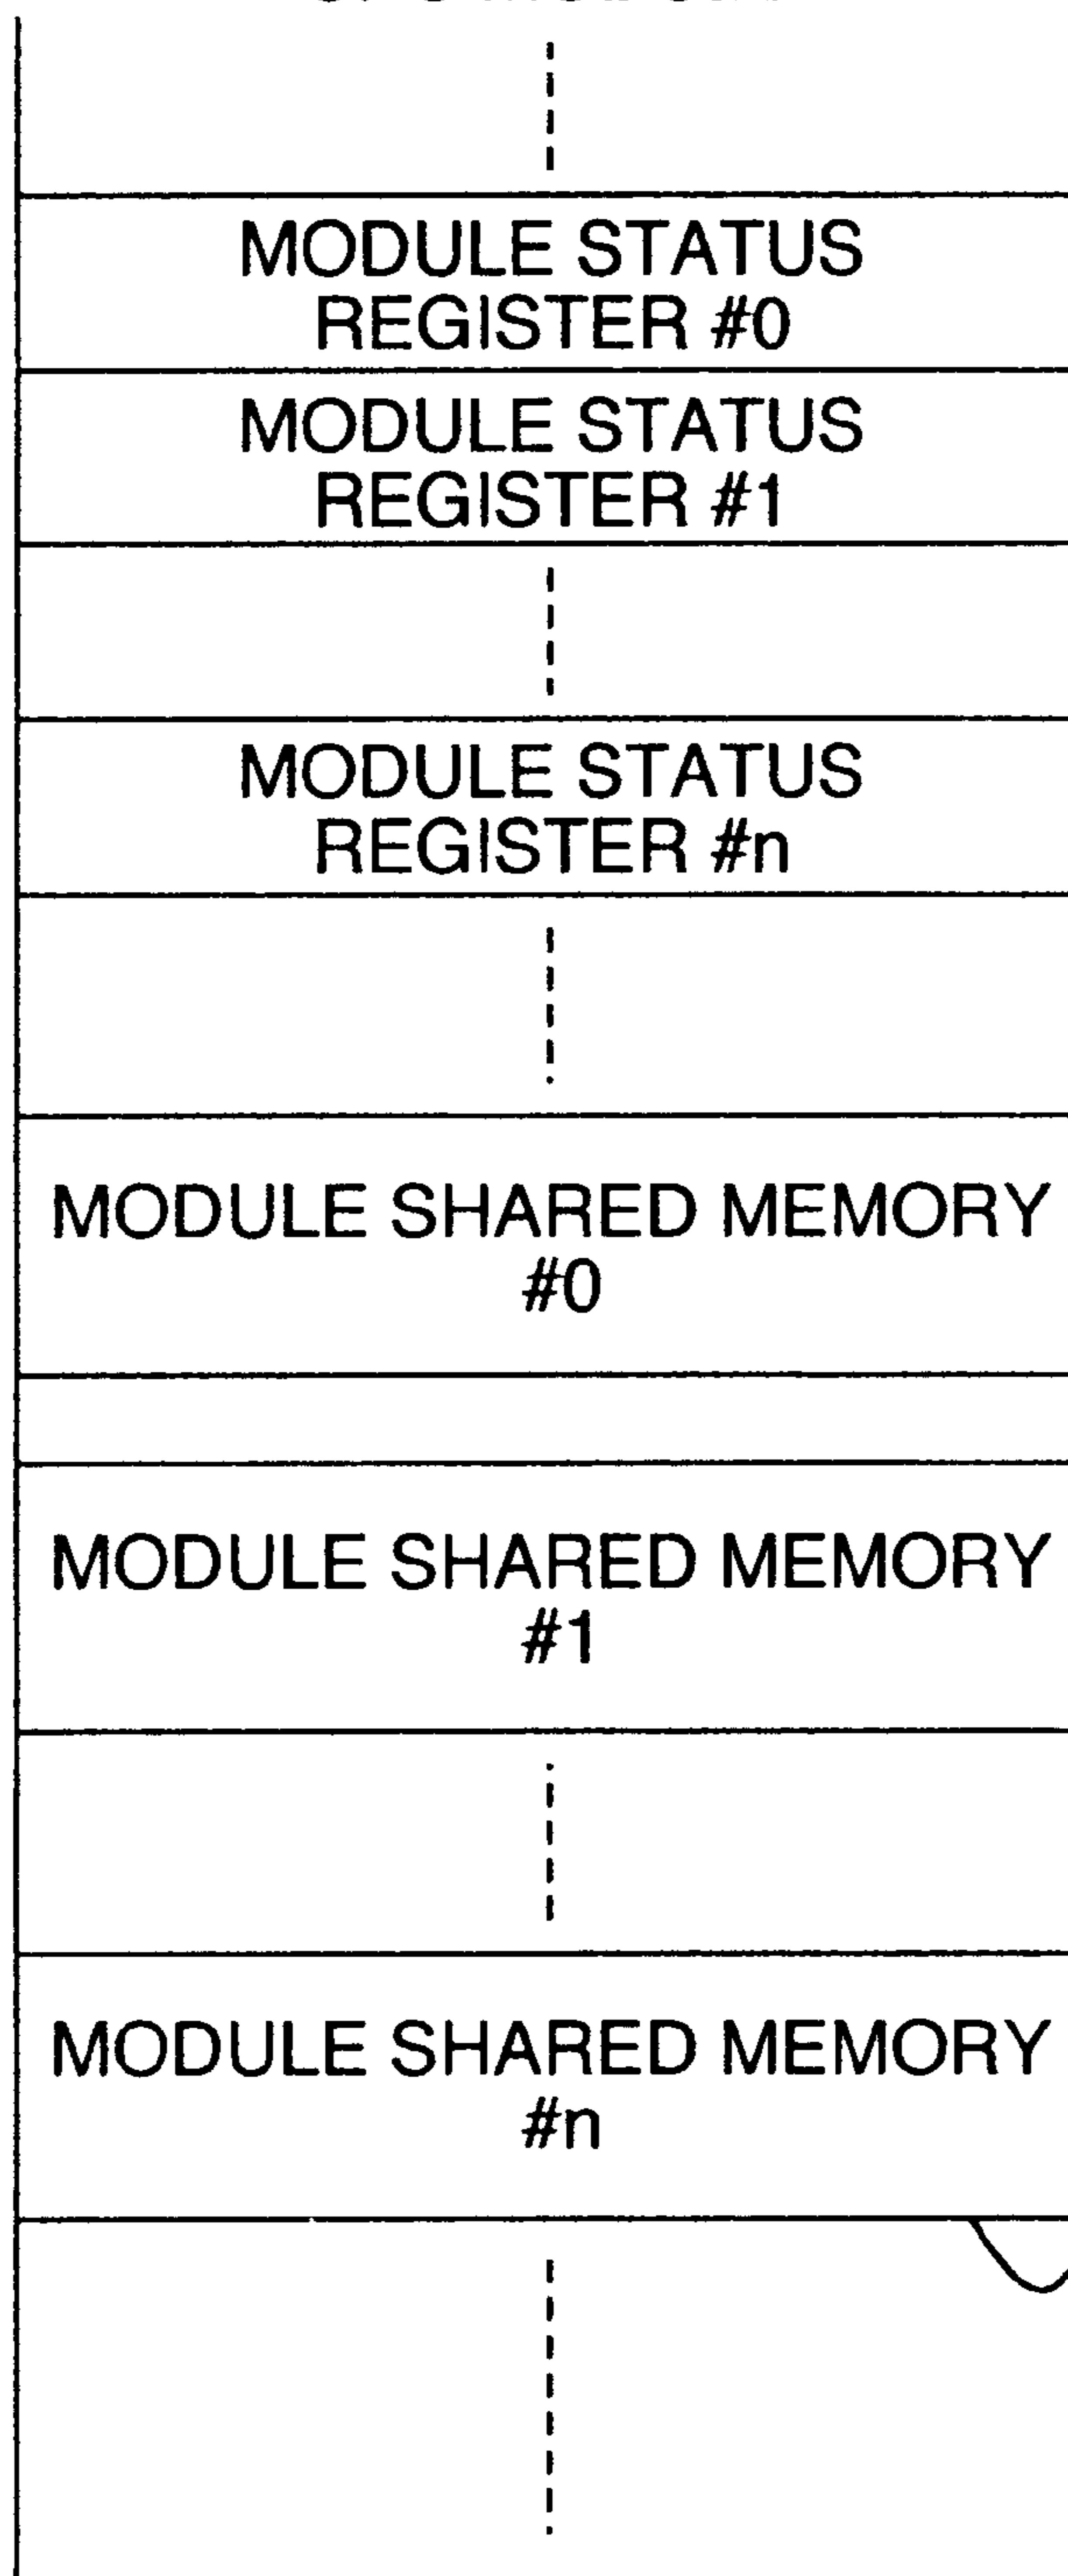 MODULE STATUS
REGISTER #0
MODULE STATUS
REGISTER #1
MODULE STATUS
REGISTER #n
MODULE SHARED MEMORY
#0
MODULE SHARED MEMORY
#1
MODULE SHARED MEMORY
#n